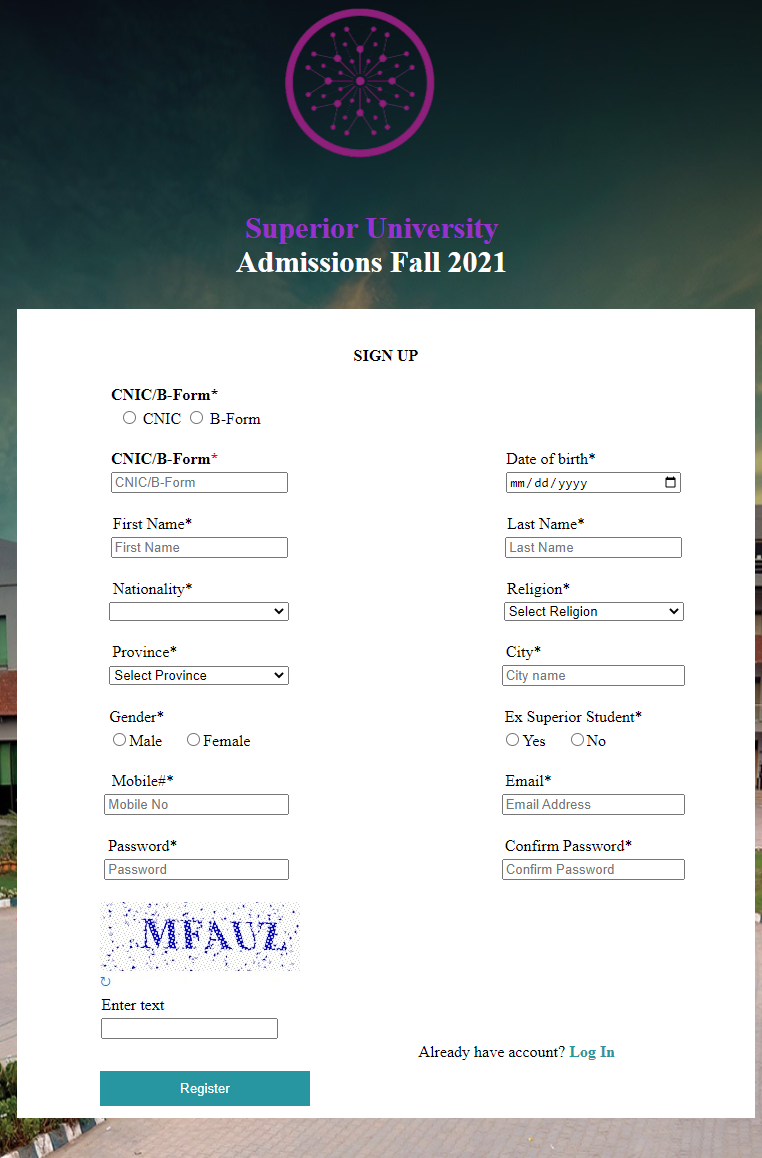 Superior University
Admissions Fall 2021
SIGN UP
CNIC/B-Form*
CNIC B-Form
CNIC/B-Form* Date of birth*
CNIC/B-Form mm/dd/yyyy
First Name* Last Name*
First Name Last Name
Nationality* Religion*
Select Religion
Province* City*
Select Province City name
Gender* Ex Superior Student*
Male Female Yes No
Mobile#* Email*
Mobile No Email Address
Password* Confirm Password*
Password Confirm Password
MFAUZ
Enter text
Already have account? Log In
Register